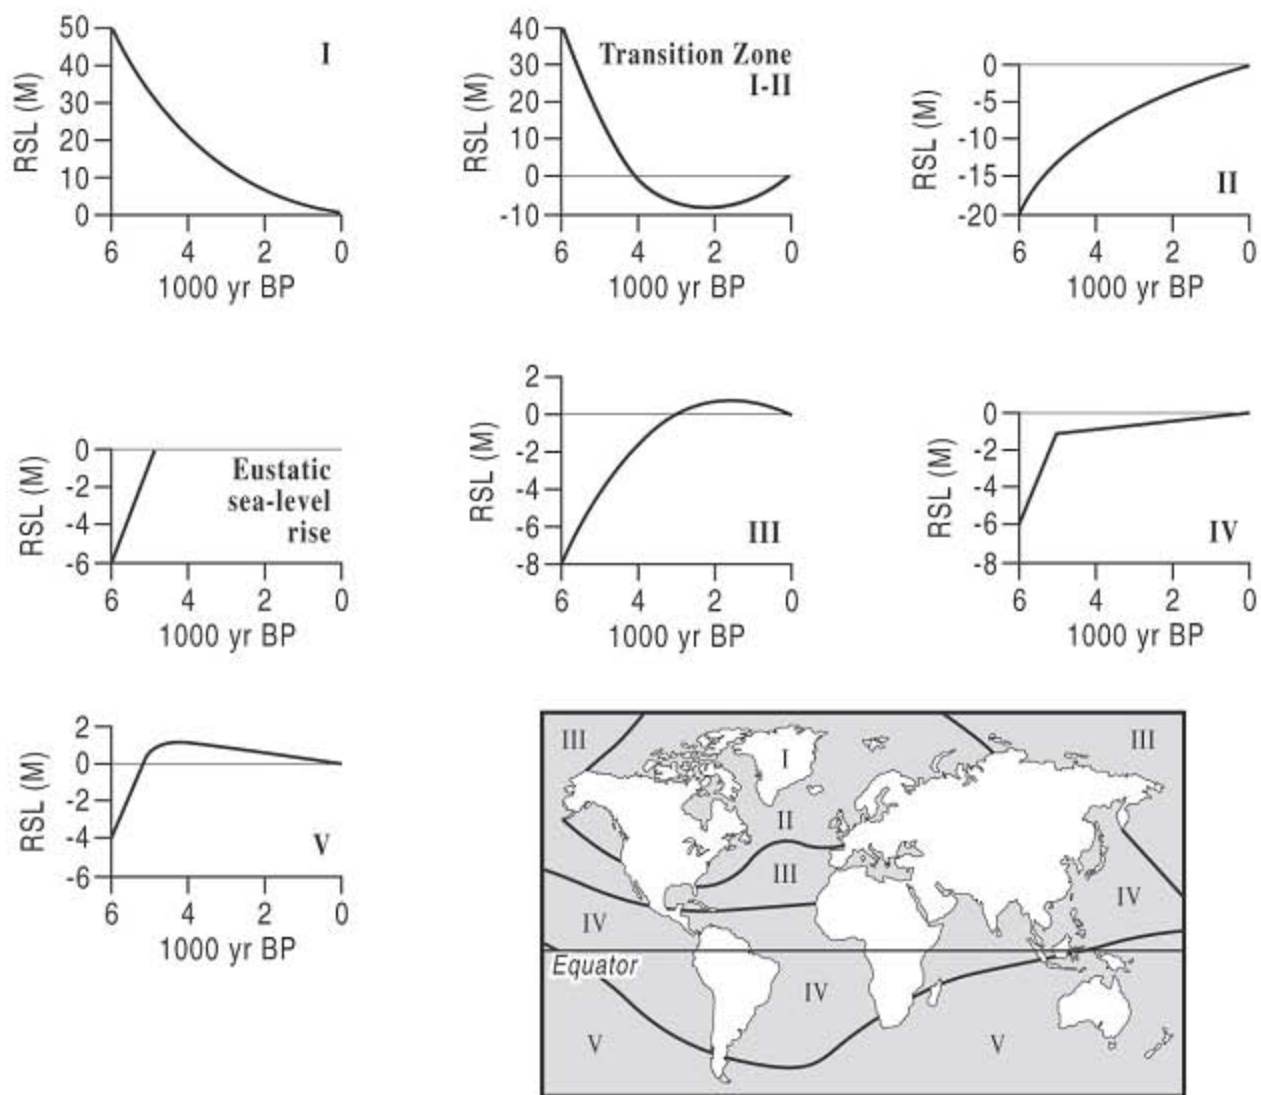 50
40
30
20
10
0
RSL (M)
I
6 4 2 0
1000 yr BP
40
30
20
10
0
-10
RSL (M)
Transition Zone
I-II
6 4 2 0
1000 yr BP
0
-5
-10
-15
-20
RSL (M)
II
6 4 2 0
1000 yr BP
0
-2
-4
-6
RSL (M)
Eustatic
sea-level
rise
6 4 2 0
1000 yr BP
2
0
-2
-4
-6
-8
RSL (M)
III
6 4 2 0
1000 yr BP
0
-2
-4
-6
-8
RSL (M)
IV
6 4 2 0
1000 yr BP
2
0
-2
-4
-6
RSL (M)
V
6 4 2 0
1000 yr BP
III I III
II
III
IV IV
Equator
IV
V V